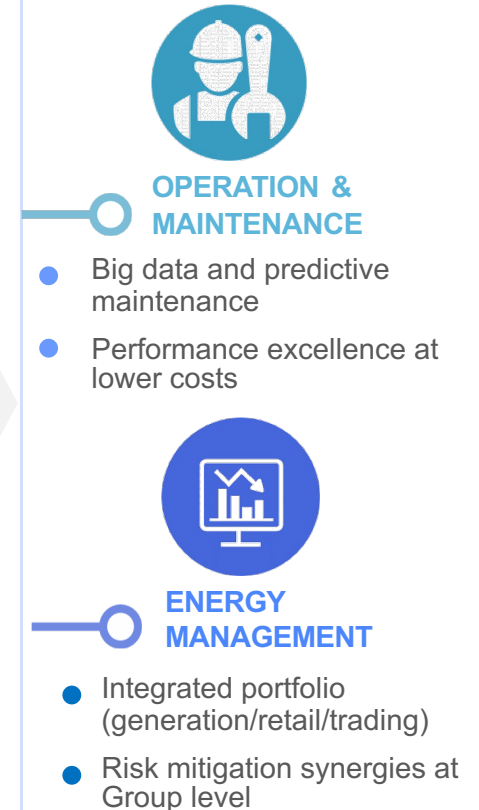 OPERATION &
MAINTENANCE
Big data and predictive
maintenance
Performance excellence at
lower costs
ENERGY
MANAGEMENT
Integrated portfolio
(generation/retail/trading)
Risk mitigation synergies at
Group level